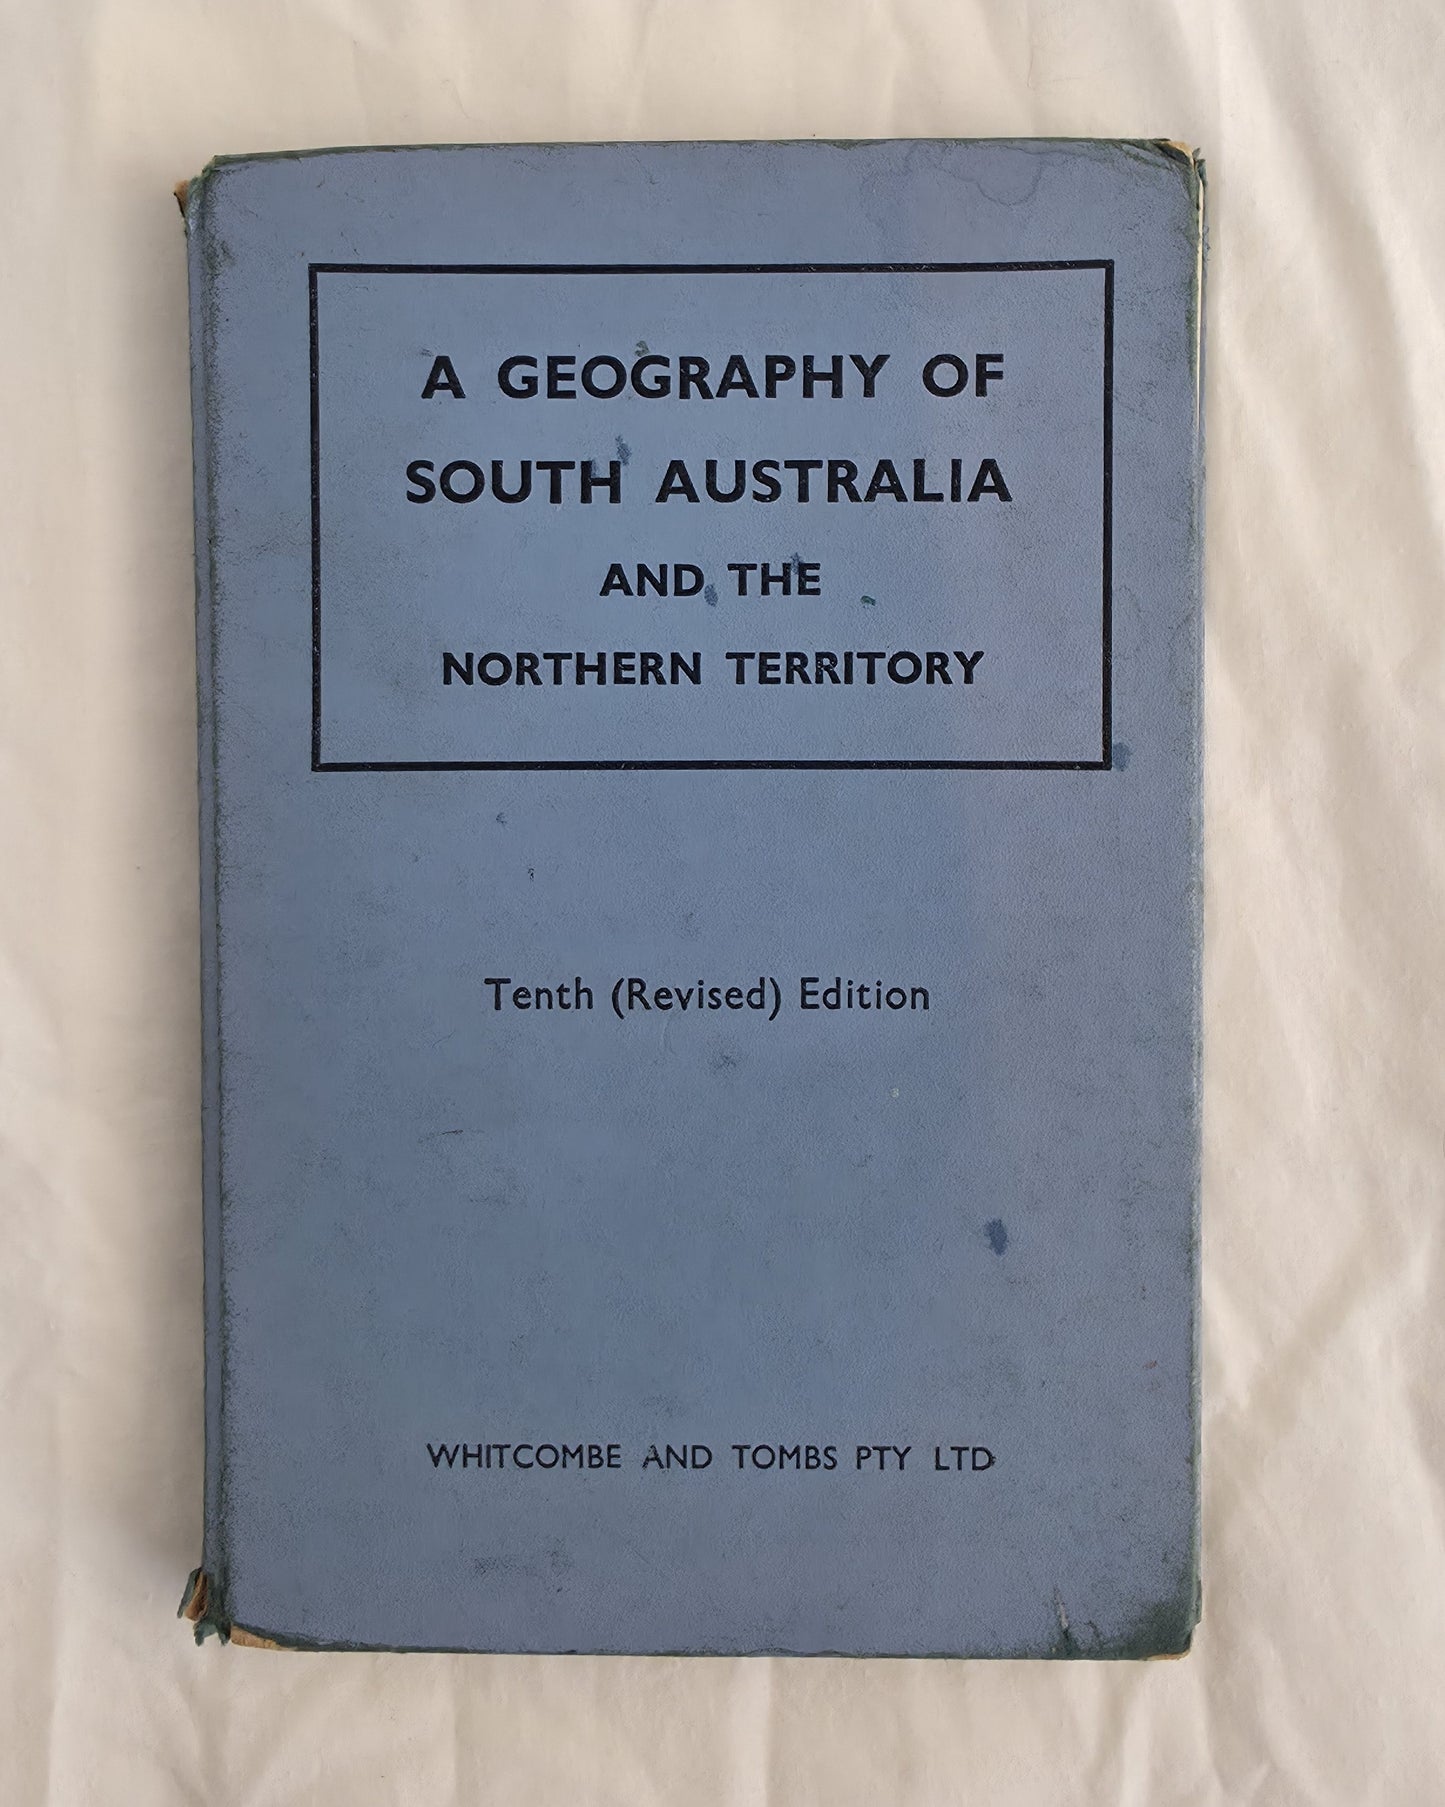 A GEOGRAPHY OF
SOUTH AUSTRALIA
AND THE
NORTHERN TERRITORY
Tenth (Revised) Edition
WHITCOMBE AND TOMBS PTY LTD